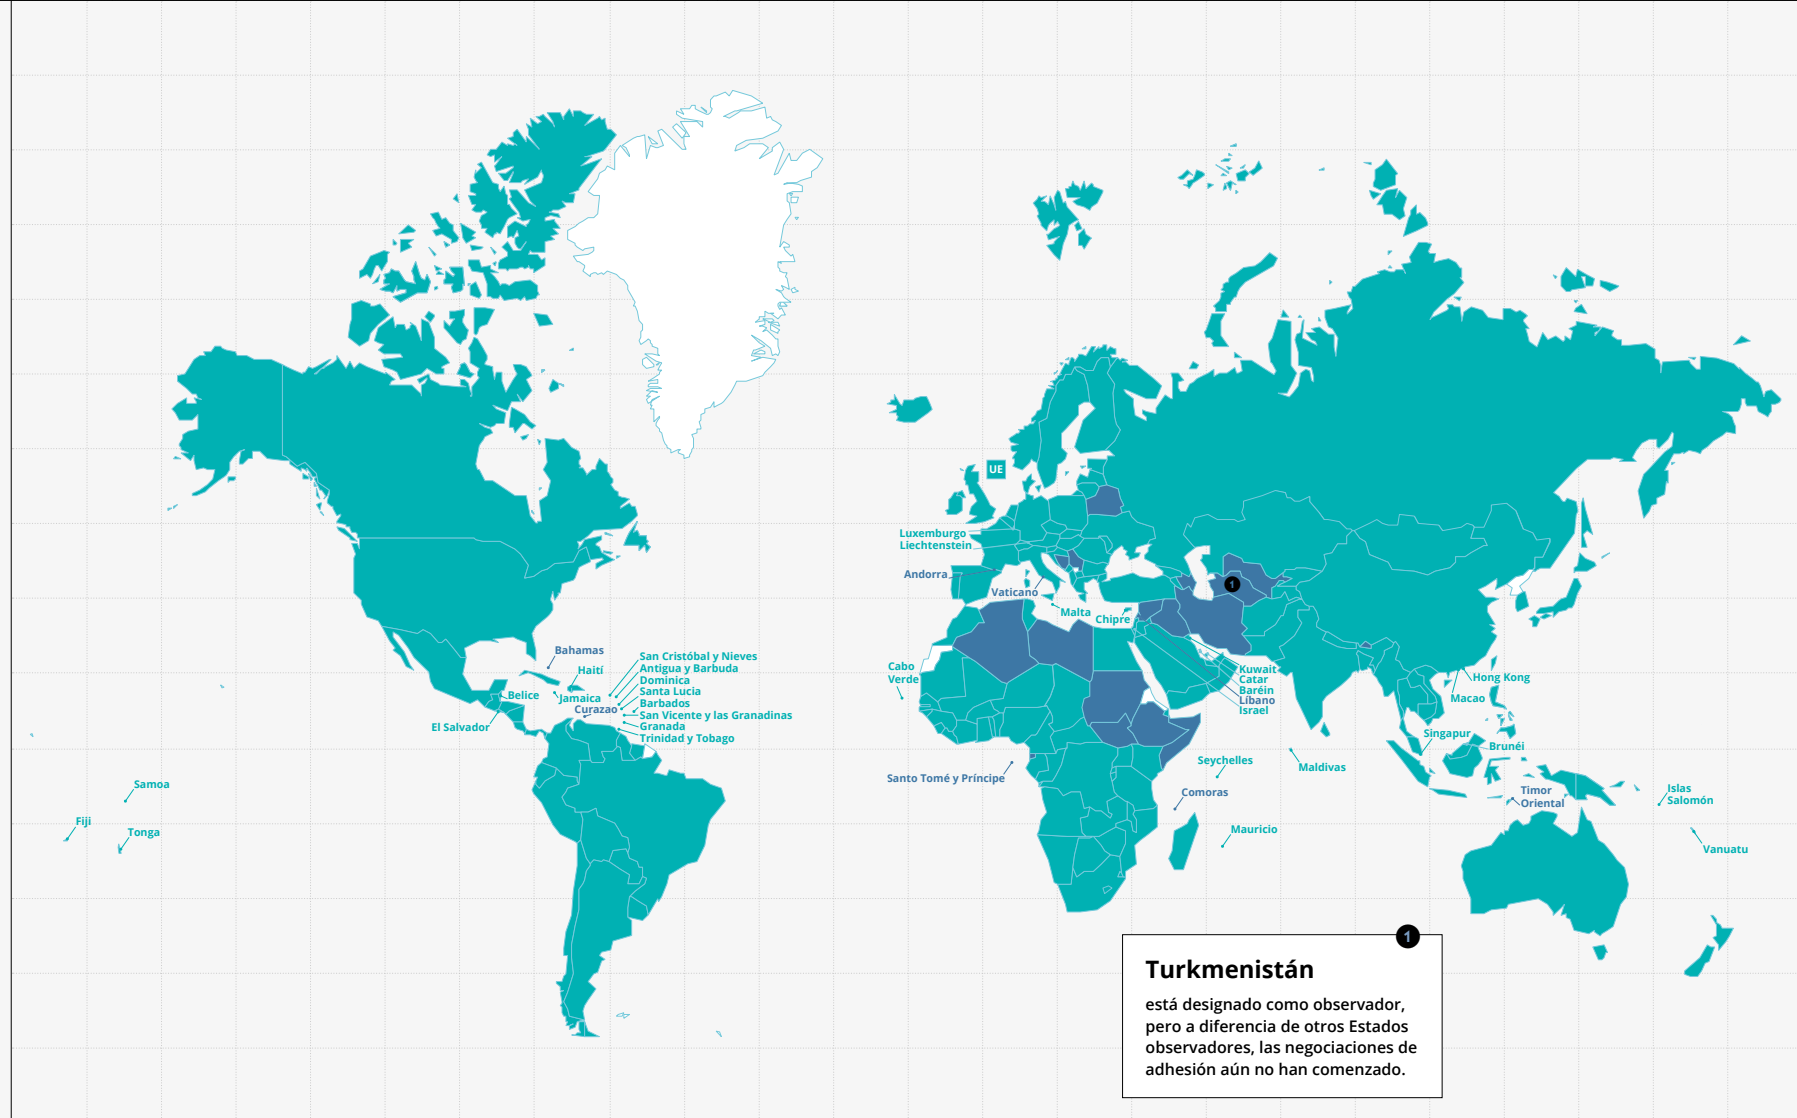 UE
Luxemburgo
Liechtenstein
Andorra
Vaticano
Malta
Chipre
Bahamas
Haití
San Cristóbal y Nieves
Antigua y Barbuda
Dominica
Santa Lucia
Barbados
San Vicente y las Granadinas
Granada
Trinidad y Tobago
Belice
Jamaica
Curazao
El Salvador
Cabo
Verde
Kuwait
Catar
Baréin
Líbano
Israel
Hong Kong
Macao
Singapur
Brunéi
Santo Tomé y Príncipe
Seychelles
Maldivas
Comoras
Mauricio
Timor
Oriental
Islas
Salomón
Vanuatu
Samoa
Fiji
Tonga
1
1
Turkmenistán
está designado como observador,
pero a diferencia de otros Estados
observadores, las negociaciones de
adhesión aún no han comenzado.